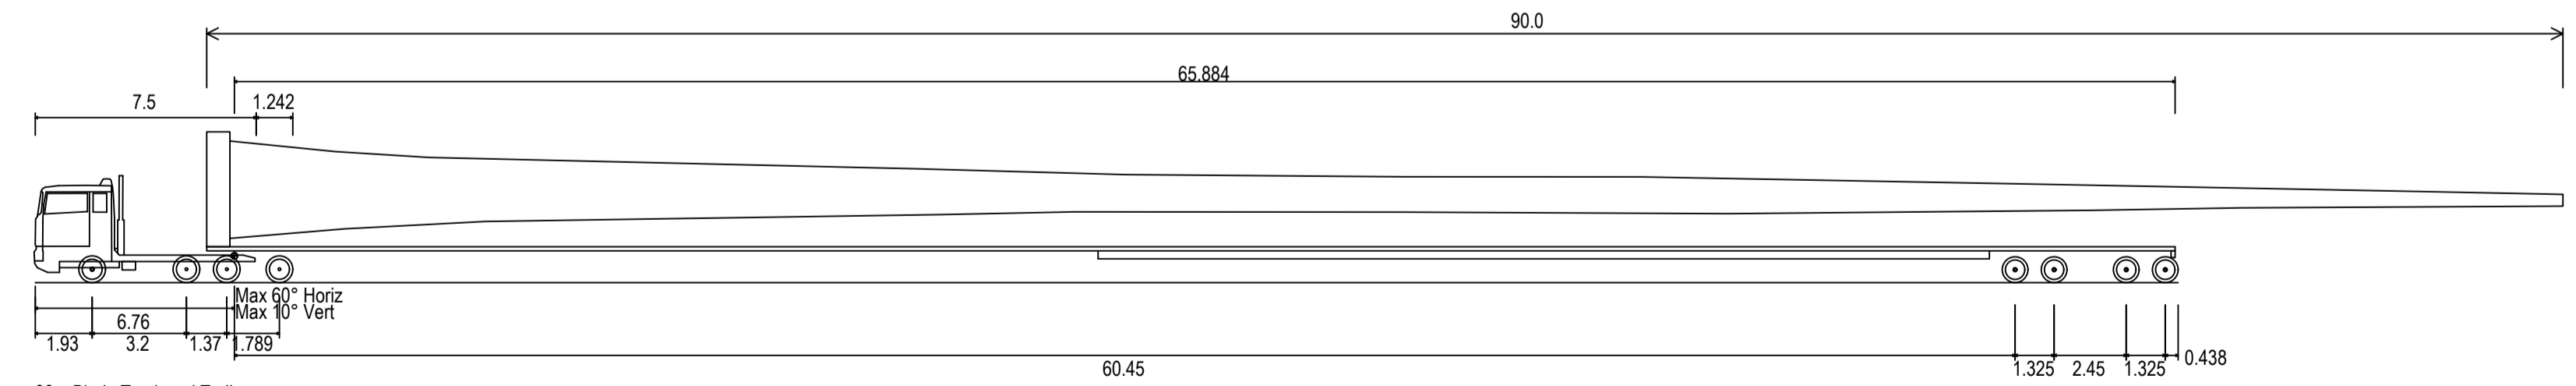 90.0
65.884
7.5 1.242
Max 60° Horiz
Max 10° Vert
6.76
1.93 3.2 1.37 1.789
60.45 1.325 2.45 1.325 0.438